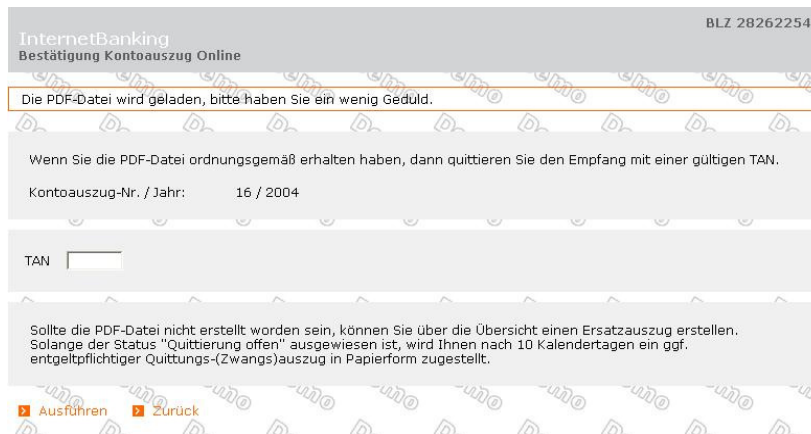 BLZ 28262254
InternetBanking
Bestätigung Kontoauszug Online
Die PDF-Datei wird geladen, bitte haben Sie ein wenig Geduld.
Wenn Sie die PDF-Datei ordnungsgemäß erhalten haben, dann quittieren Sie den Empfang mit einer gültigen TAN.
Kontoauszug-Nr. / Jahr: 16 / 2004
TAN
Sollte die PDF-Datei nicht erstellt worden sein, können Sie über die Übersicht einen Ersatzauszug erstellen.
Solange der Status "Quittierung offen" ausgewiesen ist, wird Ihnen nach 10 Kalendertagen ein ggf.
entgeltpflichtiger Quittungs-(Zwangs)auszug in Papierform zugestellt.
Ausführen Zurück